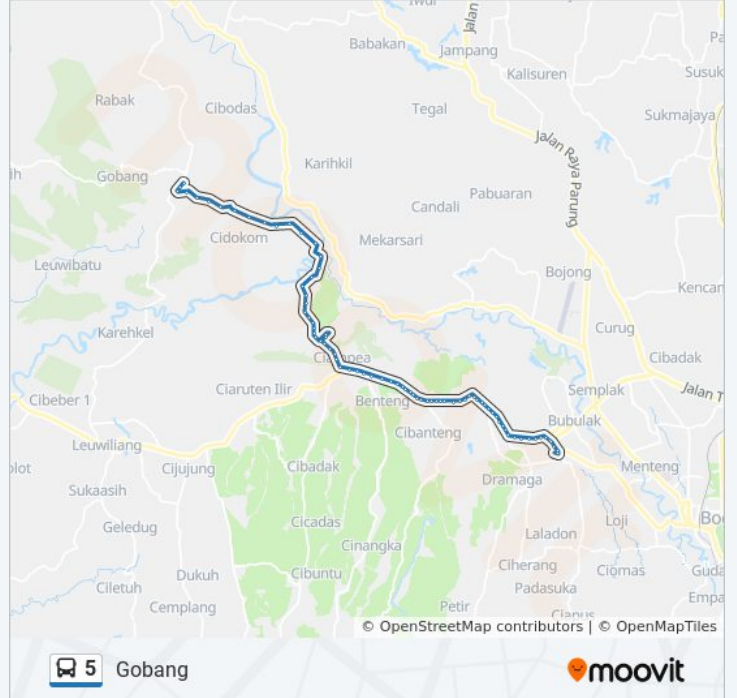 Iwul
Jalan
Babakan
Jampang
Pa
Kalisuren
Susuk
Rabak
Cibodas
Tegal
Sukmajaya
Jalan Raya Parung
Karihkil
ih
Gobang
Pabuaran
Candali
Cidokom
Mekarsari
Leuwibatu
Bojong
Kencan
Karehkel
Curug
Cibadak
Ciaruten Ilir
Semplak
Jalan T
Cibeber 1
Benteng
Bubulak
Cibanteng
Leuwiliang
Cijujung
Cibadak
Menteng
plot
Dramaga
Sukaasih
Cicadas
Loji
Bo
Geledug
Laladon
Cinangka
Ciherang
Ciomas
Guda
Dukuh
Cibuntu
Ciletuh
Padasuka
Empa
Cemplang
Petir
Ciapus
© OpenStreetMap contributors | © OpenMapTiles
5 Gobang
moovit